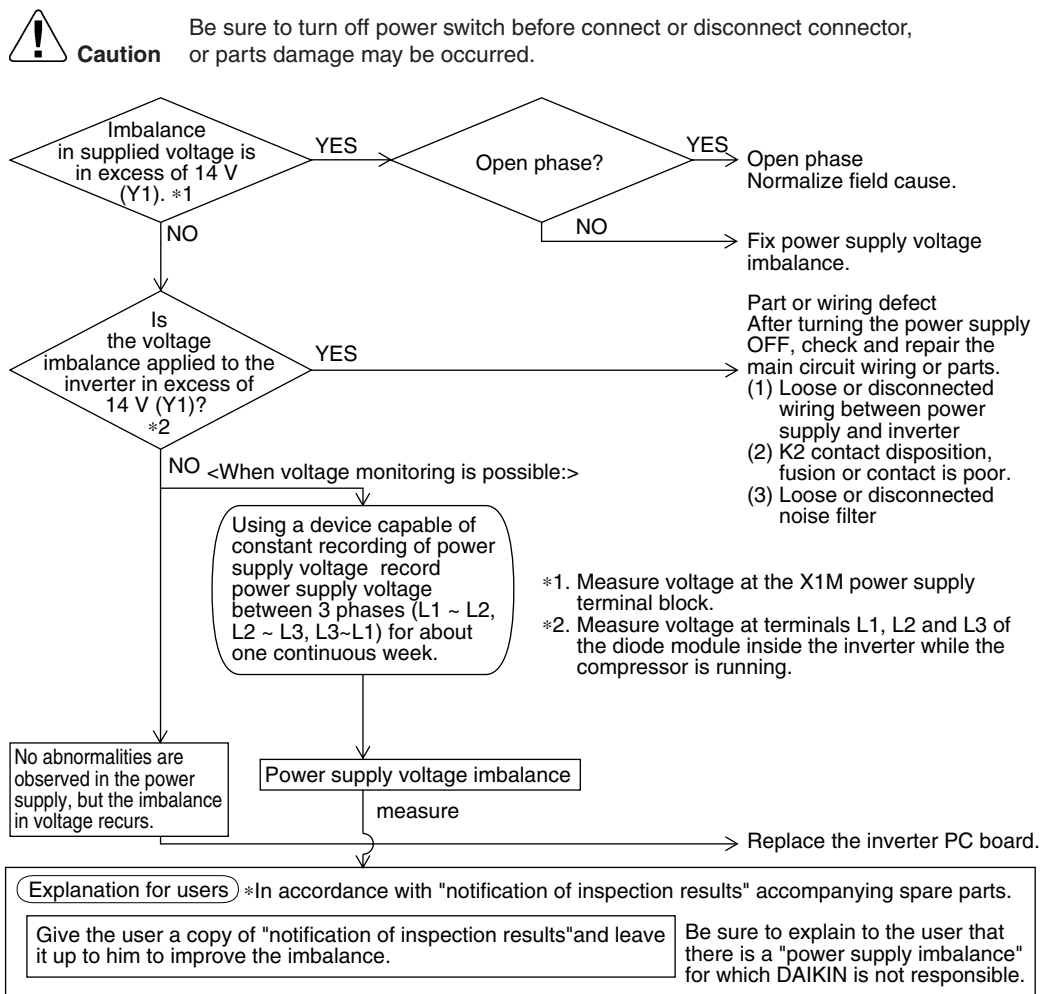 Be sure to turn off power switch before connect or disconnect connector,
Caution or parts damage may be occurred.
Imbalance
in supplied voltage is
in excess of 14 V
(Y1). *1
YES
Open phase?
YES
Open phase
Normalize field cause.
NO
NO
Fix power supply voltage
imbalance.
Is
the voltage
imbalance applied to the
inverter in excess of
14 V (Y1)?
*2
YES
Part or wiring defect
After turning the power supply
OFF, check and repair the
main circuit wiring or parts.
(1) Loose or disconnected
wiring between power
supply and inverter
(2) K2 contact disposition,
fusion or contact is poor.
(3) Loose or disconnected
noise filter
NO <When voltage monitoring is possible:>
Using a device capable of
constant recording of power
supply voltage record
power supply voltage
between 3 phases (L1 ~ L2,
L2 ~ L3, L3~L1) for about
one continuous week.
*1. Measure voltage at the X1M power supply
terminal block.
*2. Measure voltage at terminals L1, L2 and L3 of
the diode module inside the inverter while the
compressor is running.
No abnormalities are
observed in the power
supply, but the imbalance
in voltage recurs.
Power supply voltage imbalance
measure
Replace the inverter PC board.
Explanation for users *In accordance with "notification of inspection results" accompanying spare parts.
Give the user a copy of "notification of inspection results"and leave
it up to him to improve the imbalance.
Be sure to explain to the user that
there is a "power supply imbalance"
for which DAIKIN is not responsible.